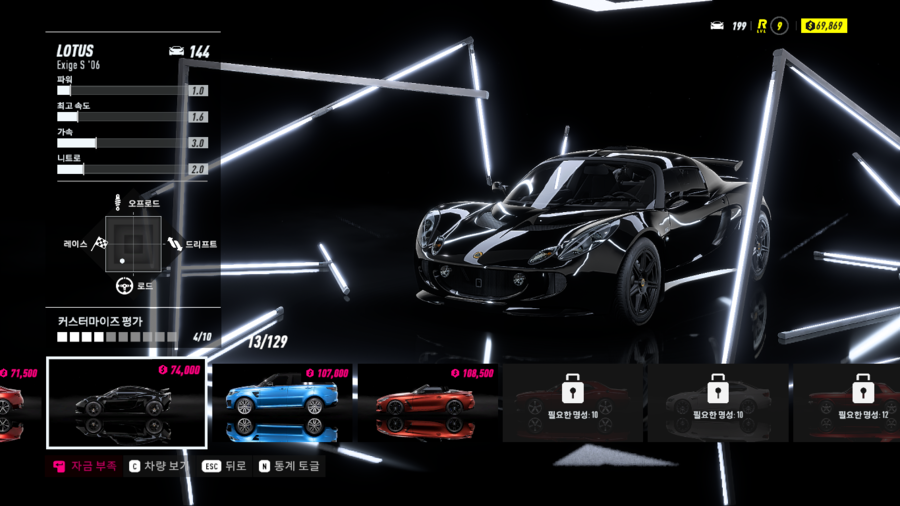 LOTUS 144
Exige S '06
파워
1.0
최고 속도
1.6
가속
3.0
니트로
2.0
오프로드
레이스
드리프트
로드
커스터마이즈 평가
4/10
199 R LVL 9 69,869
13/129
71,500
74,000
107,000
108,500
필요한 명성: 10
필요한 명성: 10
필요한 명성: 12
자금 부족 C 차량 보기 ESC 뒤로 N 통계 토글